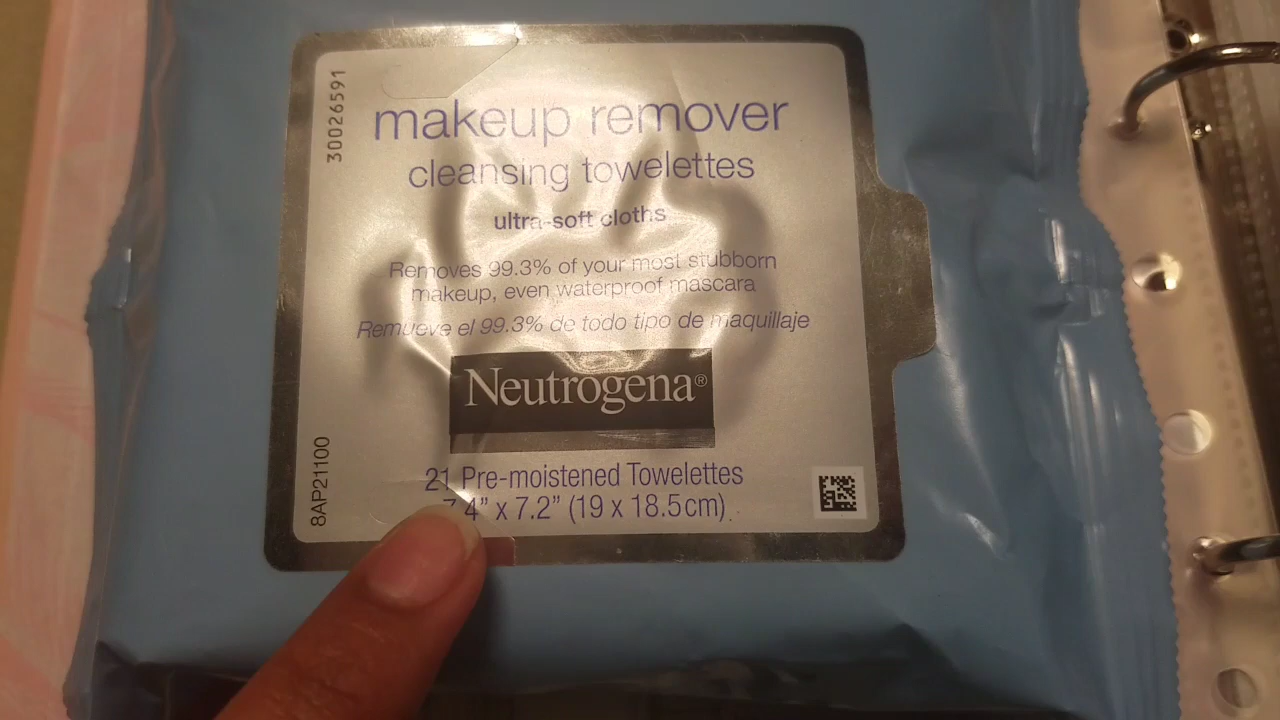 30026591
makeup remover
cleansing towelettes
ultra-soft cloths
Removes 99.3% of your most stubborn
makeup, even waterproof mascara
Remueve el 99.3% de todo tipo de maquillaje
Neutrogena®
8AP21100
21 Pre-moistened Towelettes
7.4” x 7.2” (19 x 18.5cm)